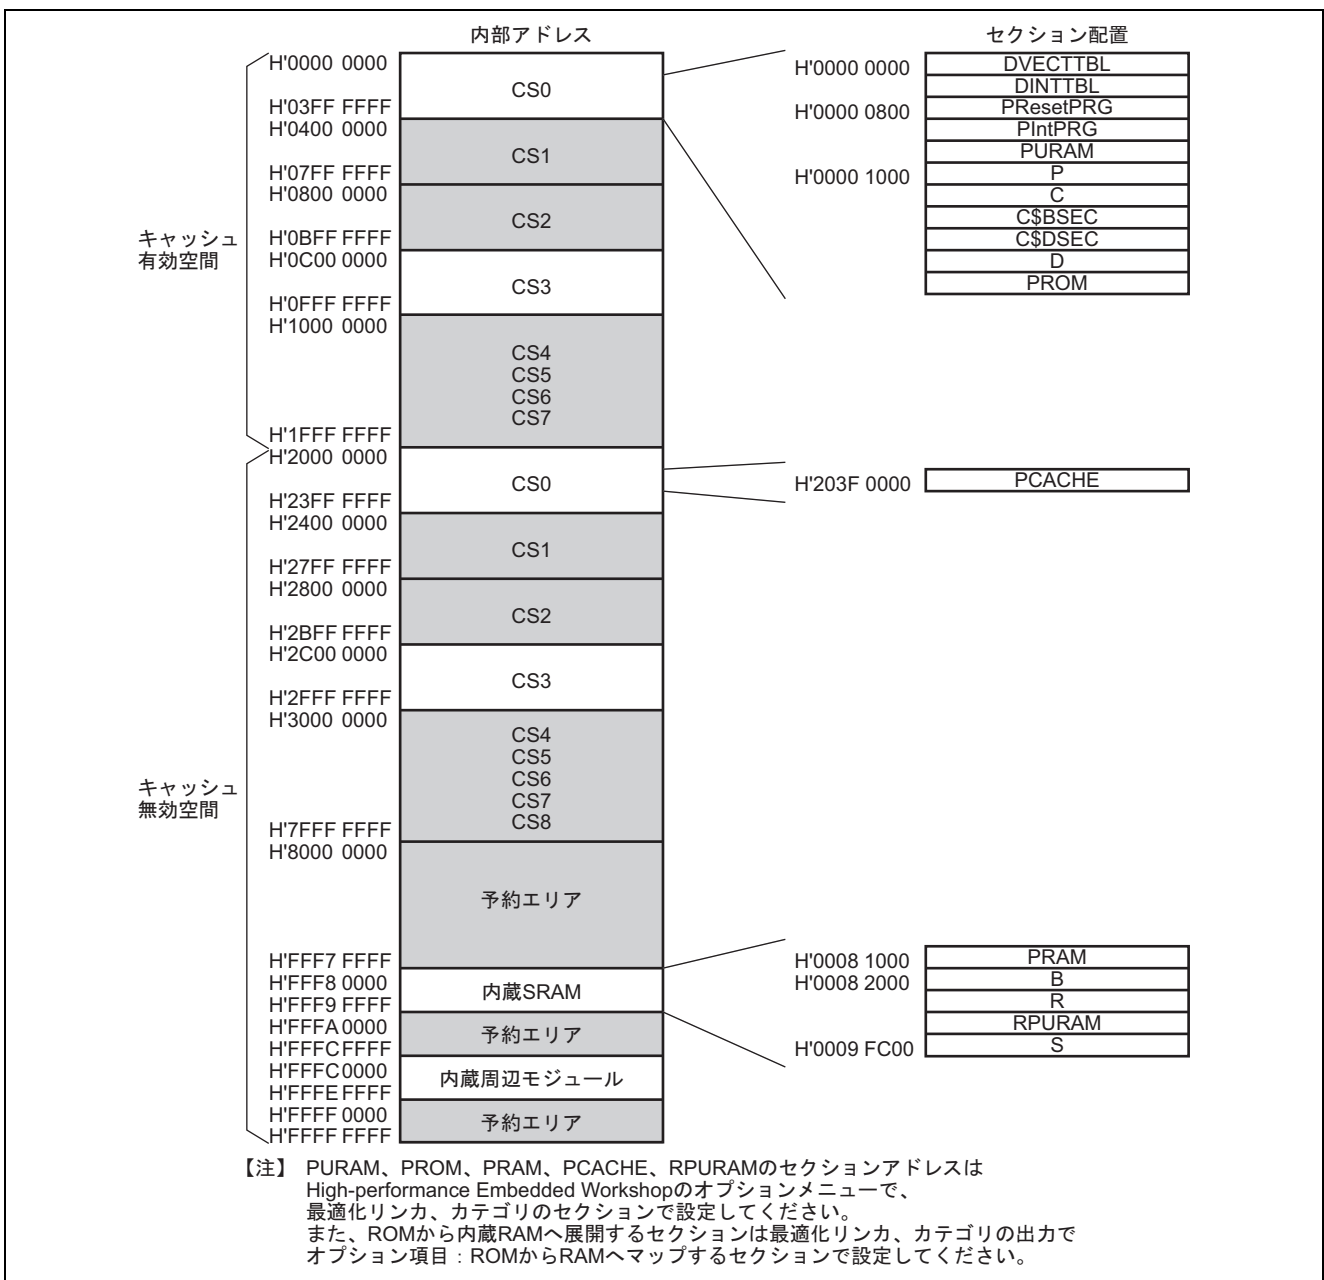 内部アドレス
セクション配置
キャッシュ
有効空間
キャッシュ
無効空間
H'0000 0000
H'03FF FFFF
H'0400 0000
H'07FF FFFF
H'0800 0000
H'0BFF FFFF
H'0C00 0000
H'0FFF FFFF
H'1000 0000
H'1FFF FFFF
H'2000 0000
H'23FF FFFF
H'2400 0000
H'27FF FFFF
H'2800 0000
H'2BFF FFFF
H'2C00 0000
H'2FFF FFFF
H'3000 0000
H'7FFF FFFF
H'8000 0000
H'FFF7 FFFF
H'FFF8 0000
H'FFF9 FFFF
H'FFFA 0000
H'FFFC FFFF
H'FFFC 0000
H'FFFE FFFF
H'FFFF 0000
H'FFFF FFFF
CS0
CS1
CS2
CS3
CS4
CS5
CS6
CS7
CS0
CS1
CS2
CS3
CS4
CS5
CS6
CS7
CS8
予約エリア
内蔵SRAM
予約エリア
内蔵周辺モジュール
予約エリア
H'0000 0000
DVECTTBL
DINTTBL
H'0000 0800
PResetPRG
PIntPRG
PURAM
H'0000 1000
P
C
C$BSEC
C$DSEC
D
PROM
H'203F 0000
PCACHE
H'0008 1000
PRAM
H'0008 2000
B
R
RPURAM
H'0009 FC00
S
【注】 PURAM、PROM、PRAM、PCACHE、RPURAMのセクションアドレスは
High-performance Embedded Workshopのオプションメニューで、
最適化リンカ、カテゴリのセクションで設定してください。
また、ROMから内蔵RAMへ展開するセクションは最適化リンカ、カテゴリの出力で
オプション項目：ROMからRAMへマップするセクションで設定してください。